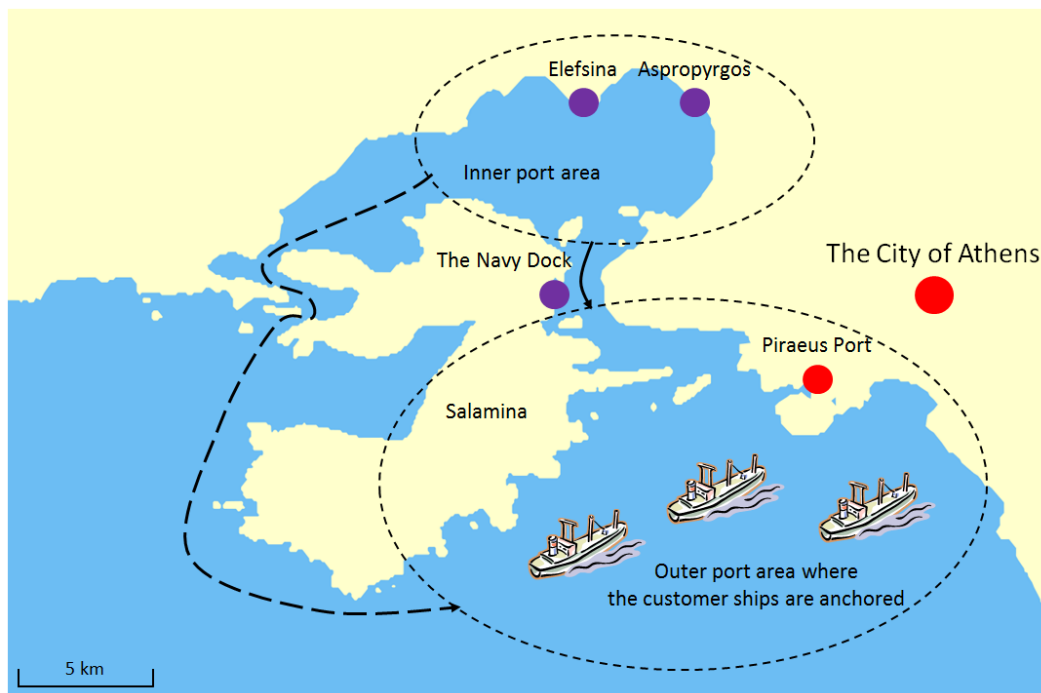 Elefsina
Aspropyrgos
Inner port area
The City of Athens
The Navy Dock
Piraeus Port
Salamina
Outer port area where
the customer ships are anchored
5 km